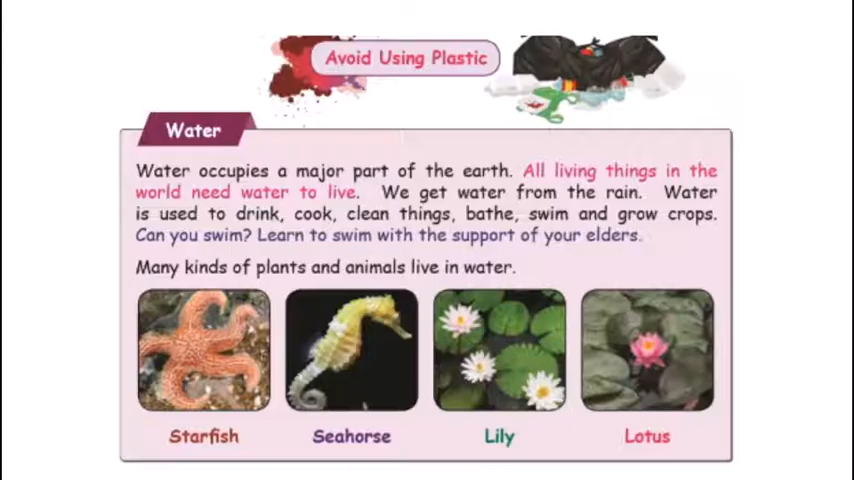 Avoid Using Plastic
Water
Water occupies a major part of the earth. All living things in the
world need water to live. We get water from the rain. Water
is used to drink, cook, clean things, bathe, swim and grow crops.
Can you swim? Learn to swim with the support of your elders.
Many kinds of plants and animals live in water.
Starfish
Seahorse
Lily
Lotus